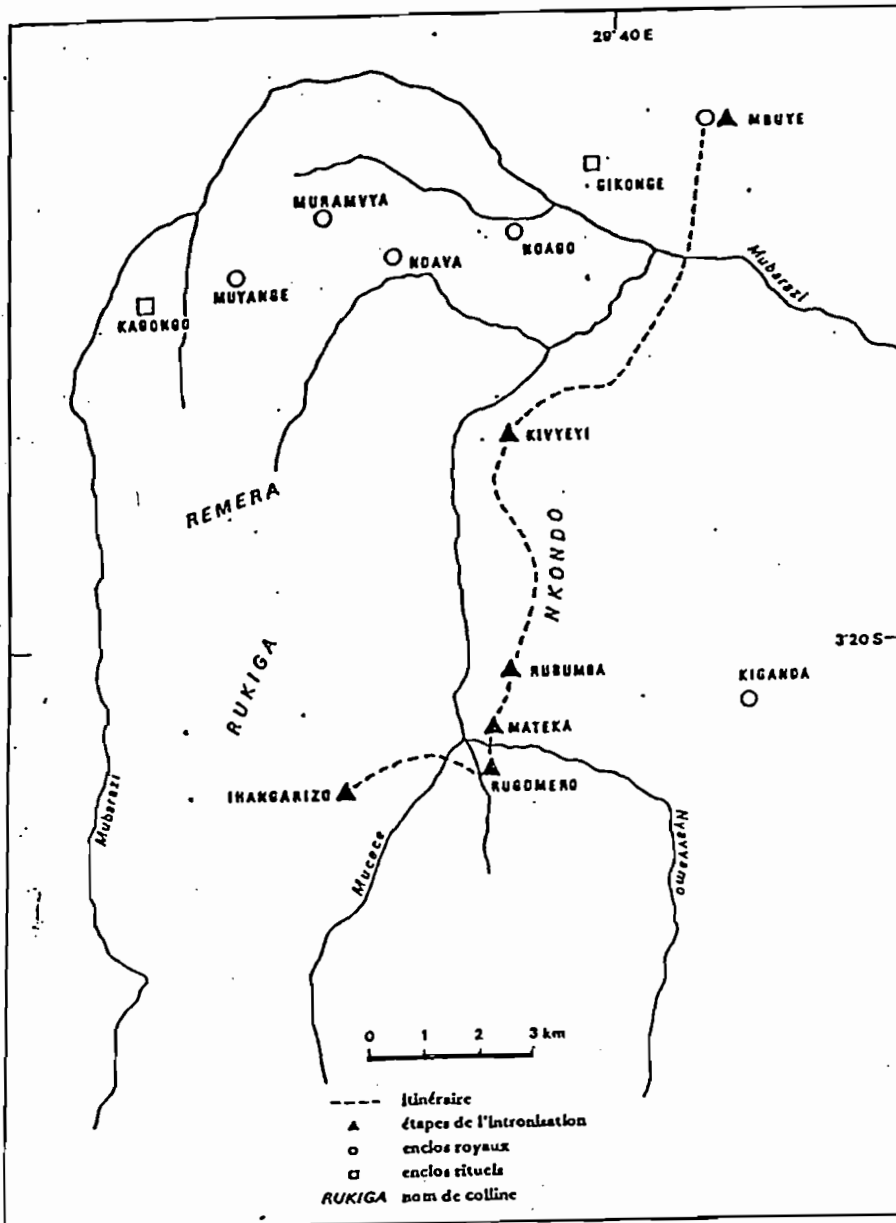 29°40 E
MBUYE
GIKONGE
MURAMVYA
NDAGO
NDAVA
Mubarazi
MUYANGE
KAGONGO
KIVYEYI
REMERA
NKONDO
3°20 S
RUKIGA
RUBUMBA
KIGANDA
MATEKA
RUGOMERO
IHANGARIZO
Mubarazi
Mucece
Nyavyamo
0 1 2 3 km
itinéraire
étapes de l'intronisation
enclos royaux
enclos rituels
RUKIGA nom de colline